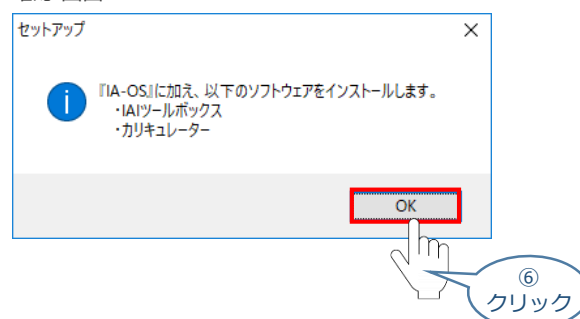 セットアップ
『IA-OS』に加え、以下のソフトウェアをインストールします。
・IAIツールボックス
・カリキュレーター
OK
⑥
クリック